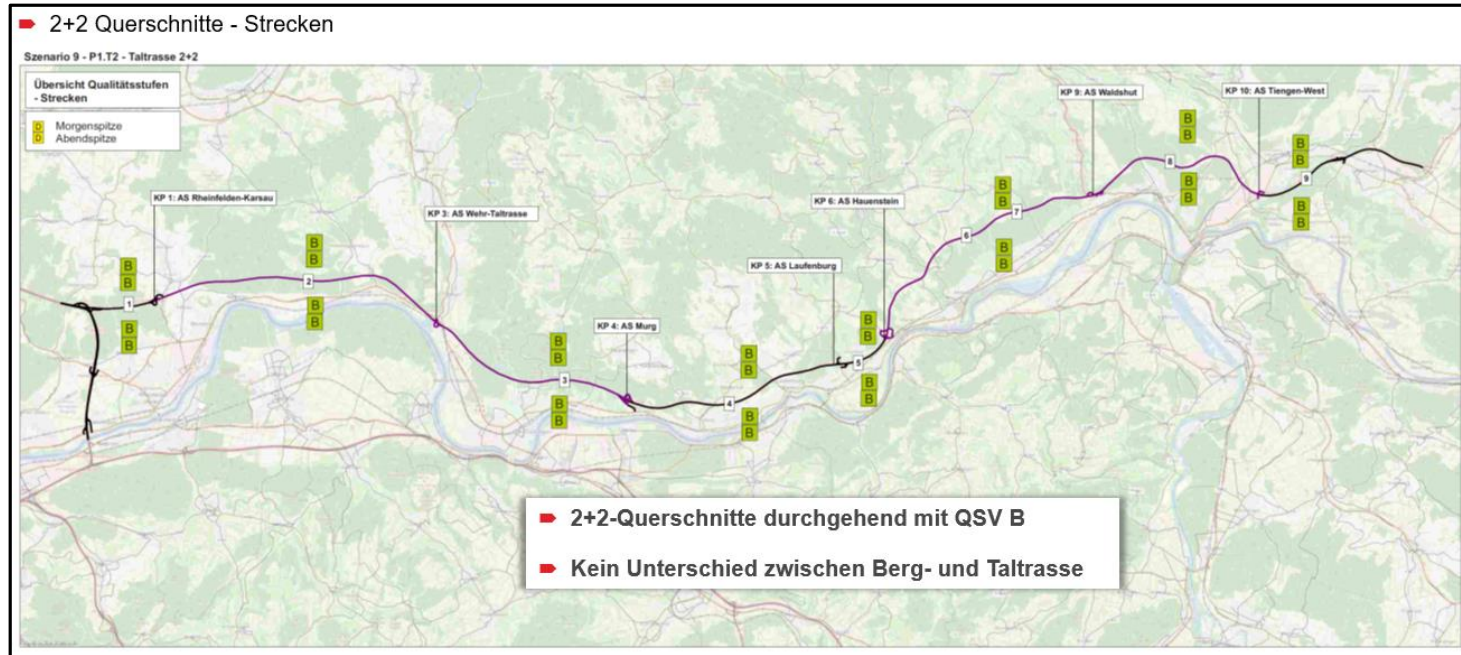 2+2 Querschnitte - Strecken
Szenario 9 - P1.T2 - Taltrasse 2+2
Übersicht Qualitätsstufen
- Strecken
D Morgenspitze
D Abendspitze
KP 9: AS Waldshut
KP 10: AS Tiengen-West
B
B
8
B
B
B
B
9
B
B
KP 1: AS Rheinfelden-Karsau
KP 3: AS Wehr-Taltrasse
KP 6: AS Hauenstein
B
B
7
6
B
B
B
B
1
B
B
B
B
2
B
B
KP 5: AS Laufenburg
KP 4: AS Murg
B
B
3
B
B
B
B
4
B
B
B
B
5
B
B
2+2-Querschnitte durchgehend mit QSV B
Kein Unterschied zwischen Berg- und Taltrasse